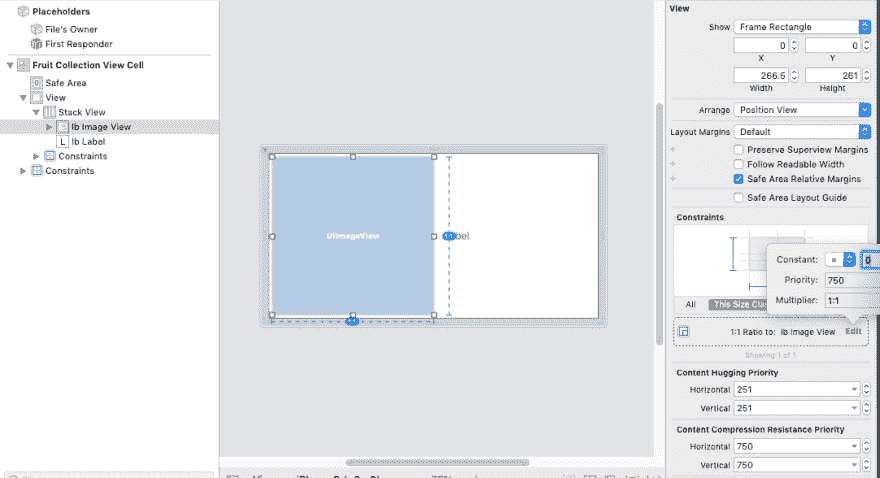 Placeholders
File's Owner
First Responder
Fruit Collection View Cell
Safe Area
View
Stack View
Ib Image View
L Ib Label
Constraints
Constraints
UIImageView
1:1 bel
View
Show Frame Rectangle
0 0
X Y
266.5 261
Width Height
Arrange Position View
Layout Margins Default
Preserve Superview Margins
Follow Readable Width
Safe Area Relative Margins
Safe Area Layout Guide
Constraints
Constant: = 0
Priority: 750
Multiplier: 1:1
All This Size Clas
1:1 Ratio to: Ib Image View Edit
Showing 1 of 1
Content Hugging Priority
Horizontal 251
Vertical 251
Content Compression Resistance Priority
Horizontal 750
Vertical 750